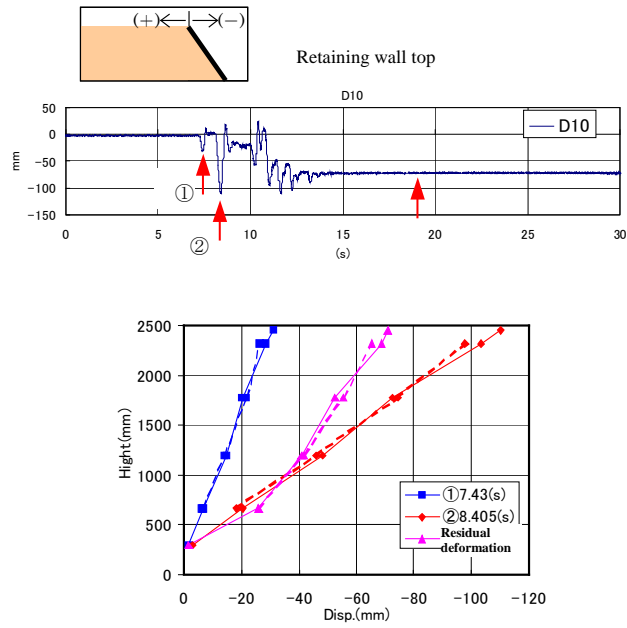 (+) (-)
Retaining wall top
D10
50
0
-50
-100
-150
mm
D10
①
②
0 5 10 15 20 25 30
(s)
2500
2000
1500
1000
500
0
Hight(mm)
①7.43(s)
②8.405(s)
Residual
deformation
0 -20 -40 -60 -80 -100 -120
Disp.(mm)